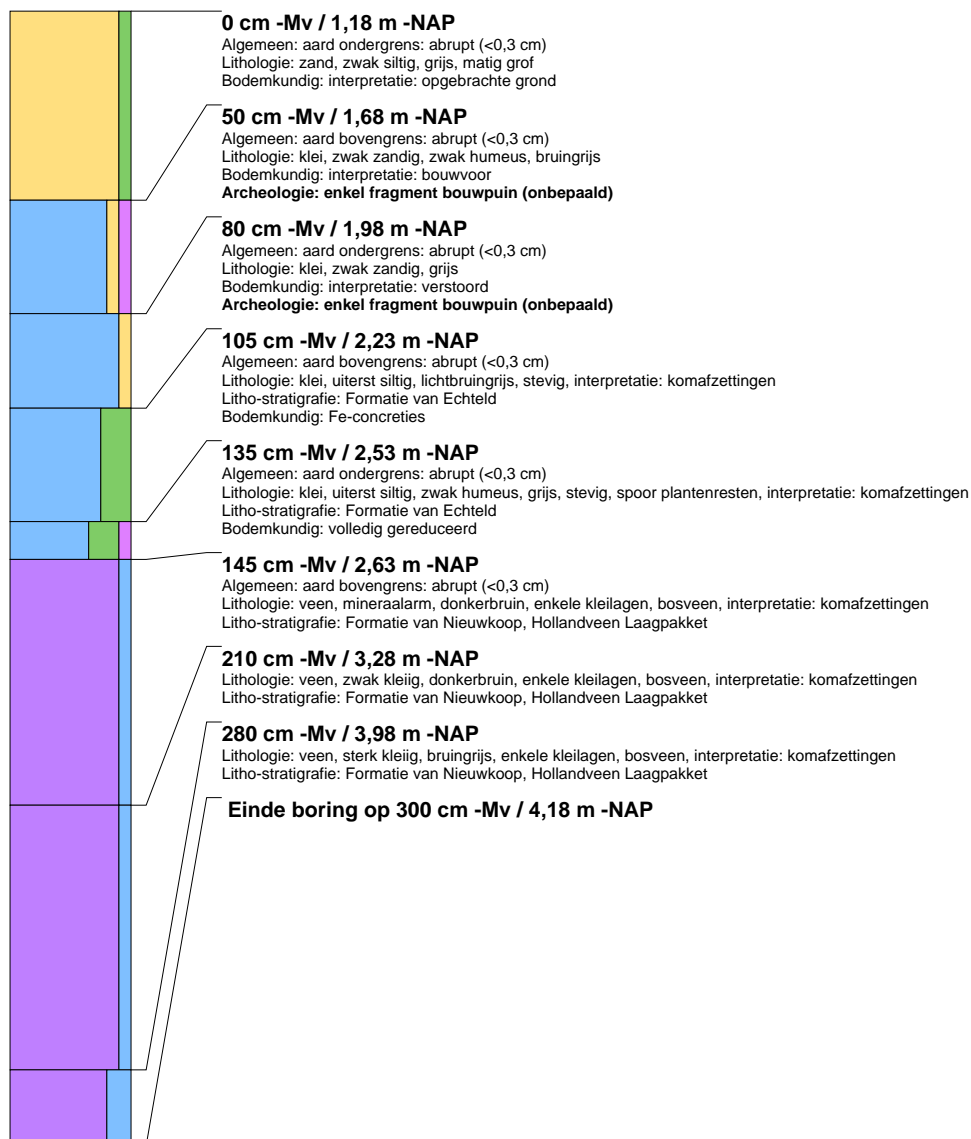 0 cm -Mv / 1,18 m -NAP
Algemeen: aard ondergrens: abrupt (<0,3 cm)
Lithologie: zand, zwak siltig, grijs, matig grof
Bodemkundig: interpretatie: opgebrachte grond
50 cm -Mv / 1,68 m -NAP
Algemeen: aard bovengrens: abrupt (<0,3 cm)
Lithologie: klei, zwak zandig, zwak humeus, bruingrijs
Bodemkundig: interpretatie: bouwvoor
Archeologie: enkel fragment bouwpuin (onbepaald)
80 cm -Mv / 1,98 m -NAP
Algemeen: aard ondergrens: abrupt (<0,3 cm)
Lithologie: klei, zwak zandig, grijs
Bodemkundig: interpretatie: verstoord
Archeologie: enkel fragment bouwpuin (onbepaald)
105 cm -Mv / 2,23 m -NAP
Algemeen: aard bovengrens: abrupt (<0,3 cm)
Lithologie: klei, uiterst siltig, lichtbruingrijs, stevig, interpretatie: komafzettingen
Litho-stratigrafie: Formatie van Echteld
Bodemkundig: Fe-concreties
135 cm -Mv / 2,53 m -NAP
Algemeen: aard ondergrens: abrupt (<0,3 cm)
Lithologie: klei, uiterst siltig, zwak humeus, grijs, stevig, spoor plantenresten, interpretatie: komafzettingen
Litho-stratigrafie: Formatie van Echteld
Bodemkundig: volledig gereduceerd
145 cm -Mv / 2,63 m -NAP
Algemeen: aard bovengrens: abrupt (<0,3 cm)
Lithologie: veen, mineraalarm, donkerbruin, enkele kleilagen, bosveen, interpretatie: komafzettingen
Litho-stratigrafie: Formatie van Nieuwkoop, Hollandveen Laagpakket
210 cm -Mv / 3,28 m -NAP
Lithologie: veen, zwak kleiig, donkerbruin, enkele kleilagen, bosveen, interpretatie: komafzettingen
Litho-stratigrafie: Formatie van Nieuwkoop, Hollandveen Laagpakket
280 cm -Mv / 3,98 m -NAP
Lithologie: veen, sterk kleiig, bruingrijs, enkele kleilagen, bosveen, interpretatie: komafzettingen
Litho-stratigrafie: Formatie van Nieuwkoop, Hollandveen Laagpakket
Einde boring op 300 cm -Mv / 4,18 m -NAP